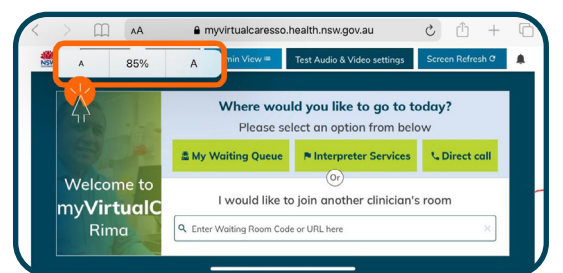 AA myvirtualcaresso.health.nsw.gov.au
NSW
A 85% A
min View
Test Audio & Video settings
Screen Refresh
Where would you like to go to today?
Please select an option from below
My Waiting Queue
Interpreter Services
Direct call
Or
Welcome to
myVirtualC
Rima
I would like to join another clinician's room
Enter Waiting Room Code or URL here